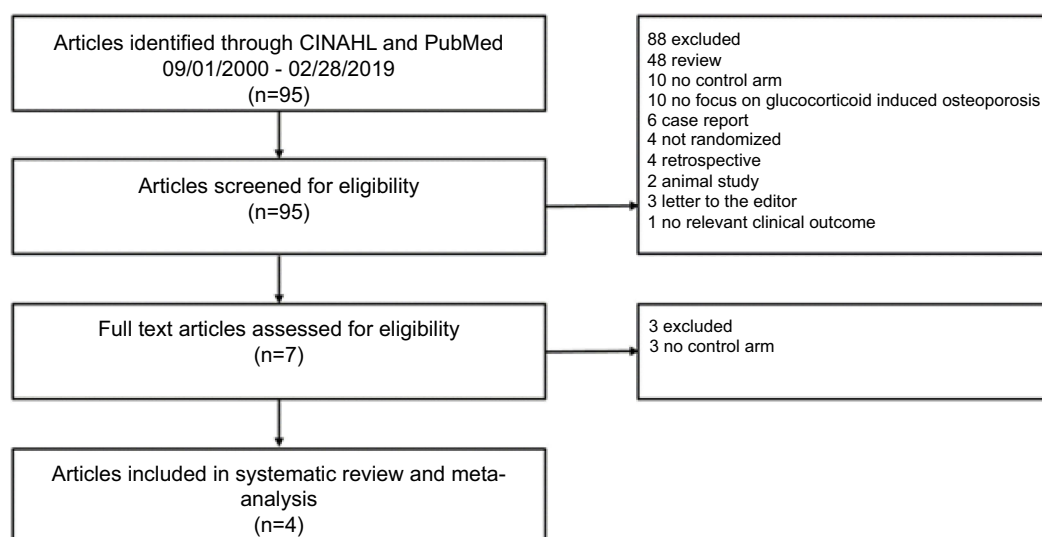 Articles identified through CINAHL and PubMed
09/01/2000 - 02/28/2019
(n=95)
88 excluded
48 review
10 no control arm
10 no focus on glucocorticoid induced osteoporosis
6 case report
4 not randomized
4 retrospective
2 animal study
3 letter to the editor
1 no relevant clinical outcome
Articles screened for eligibility
(n=95)
Full text articles assessed for eligibility
(n=7)
3 excluded
3 no control arm
Articles included in systematic review and meta-
analysis
(n=4)